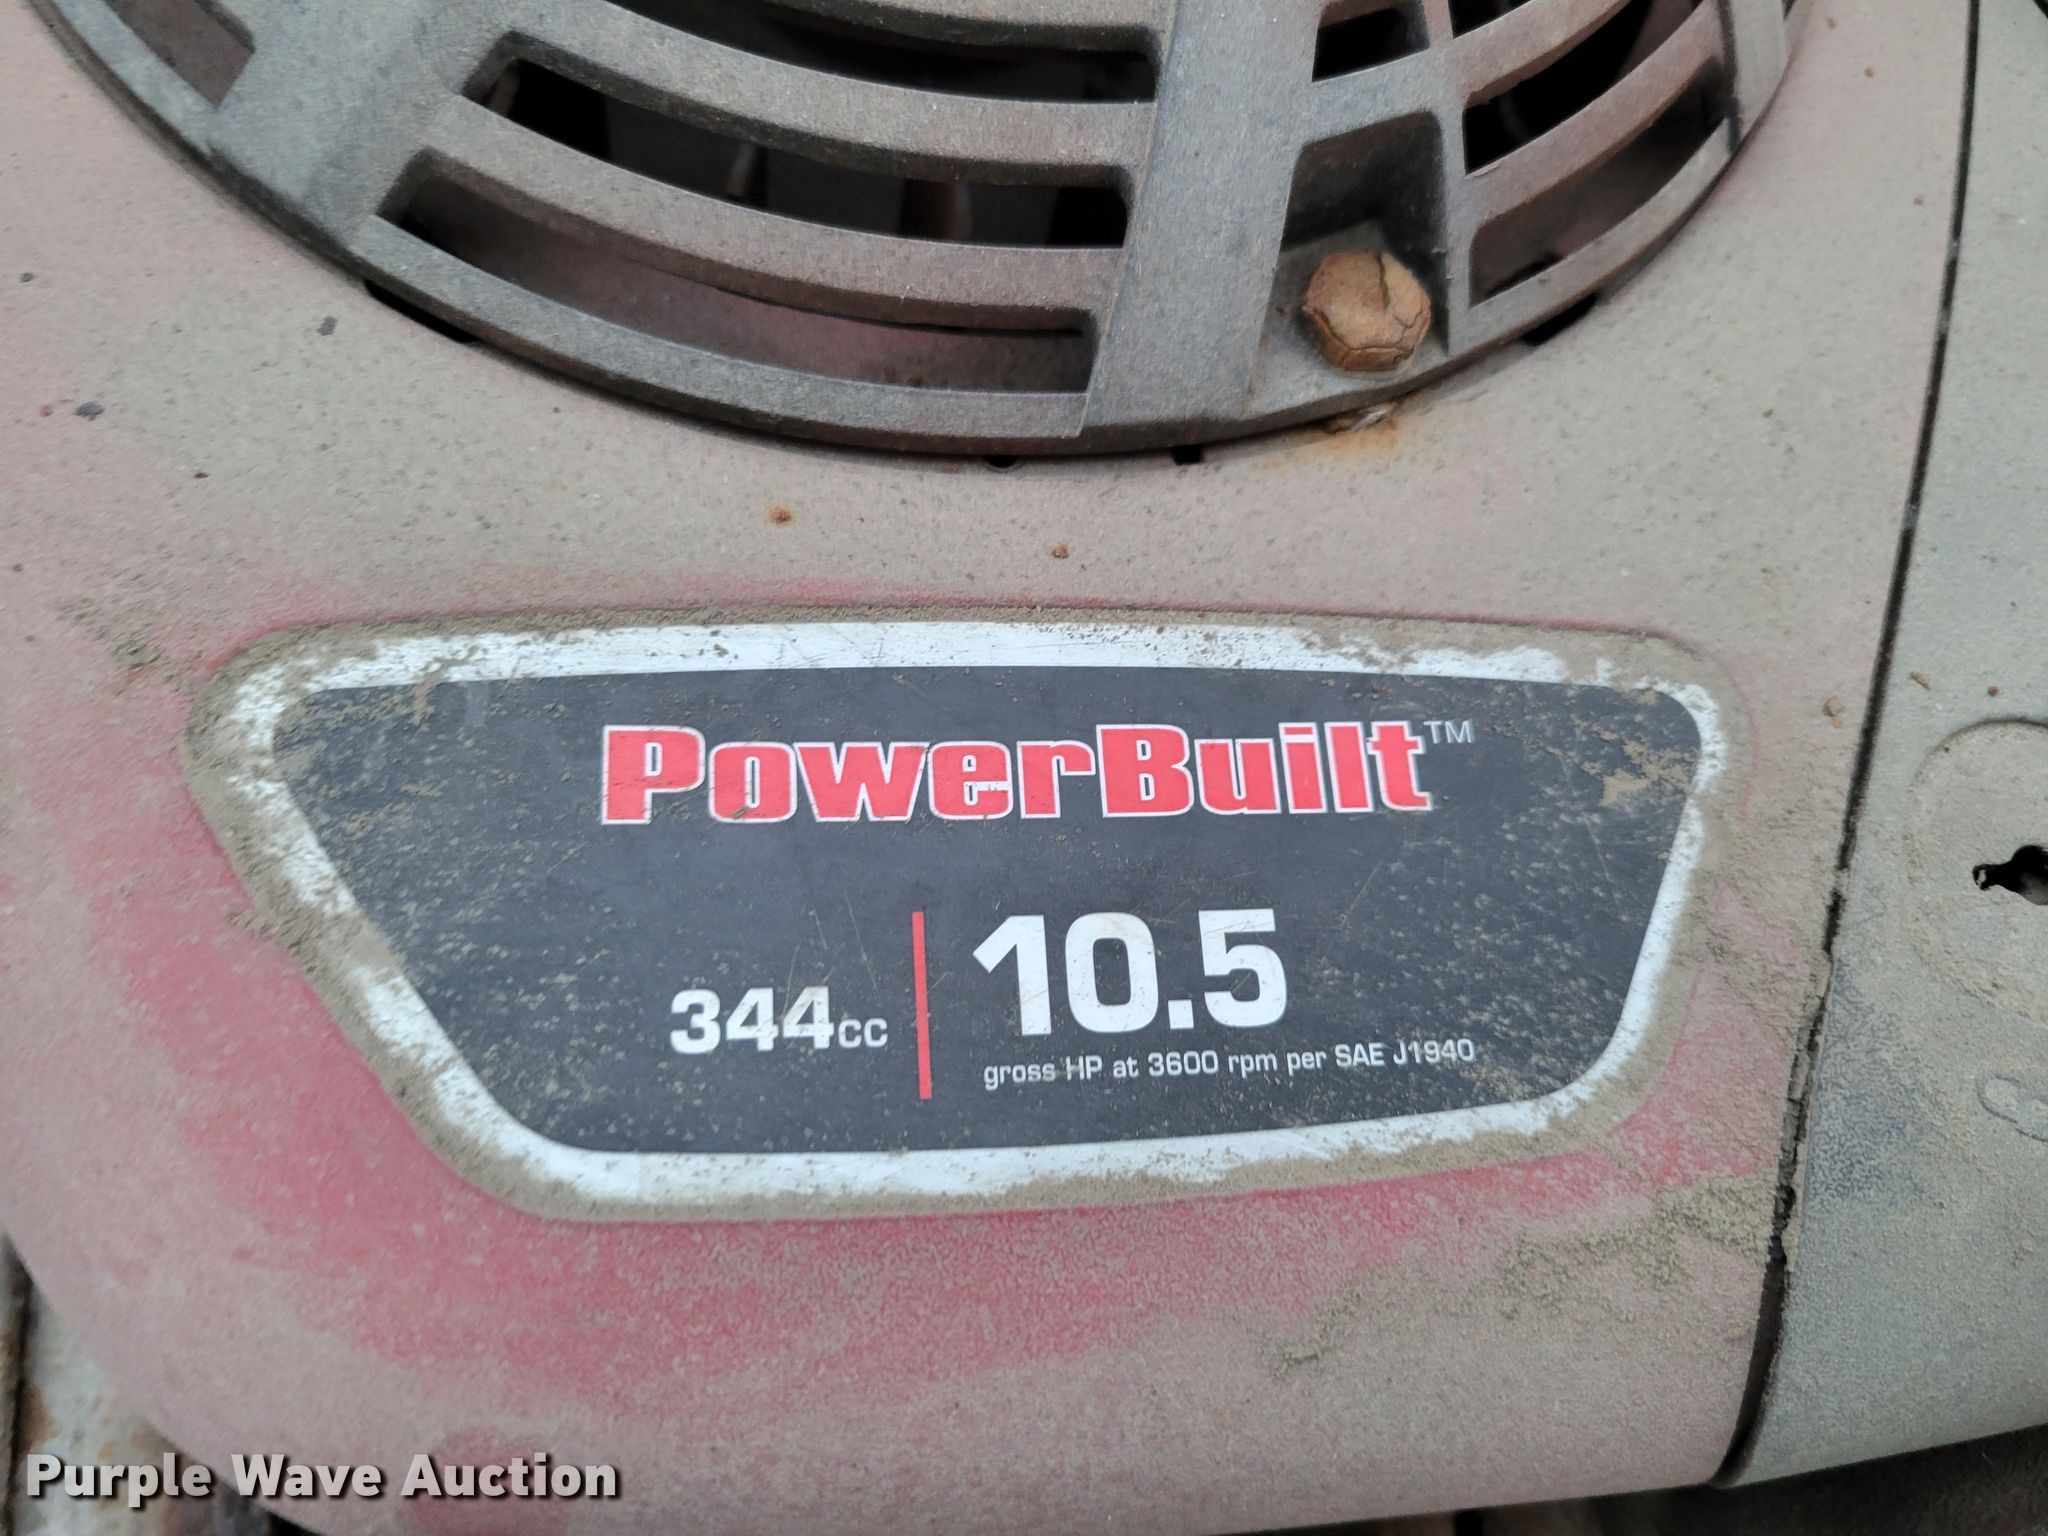 PowerBuilt™
344cc
10.5
gross HP at 3600 rpm per SAE J1940
Purple Wave Auction